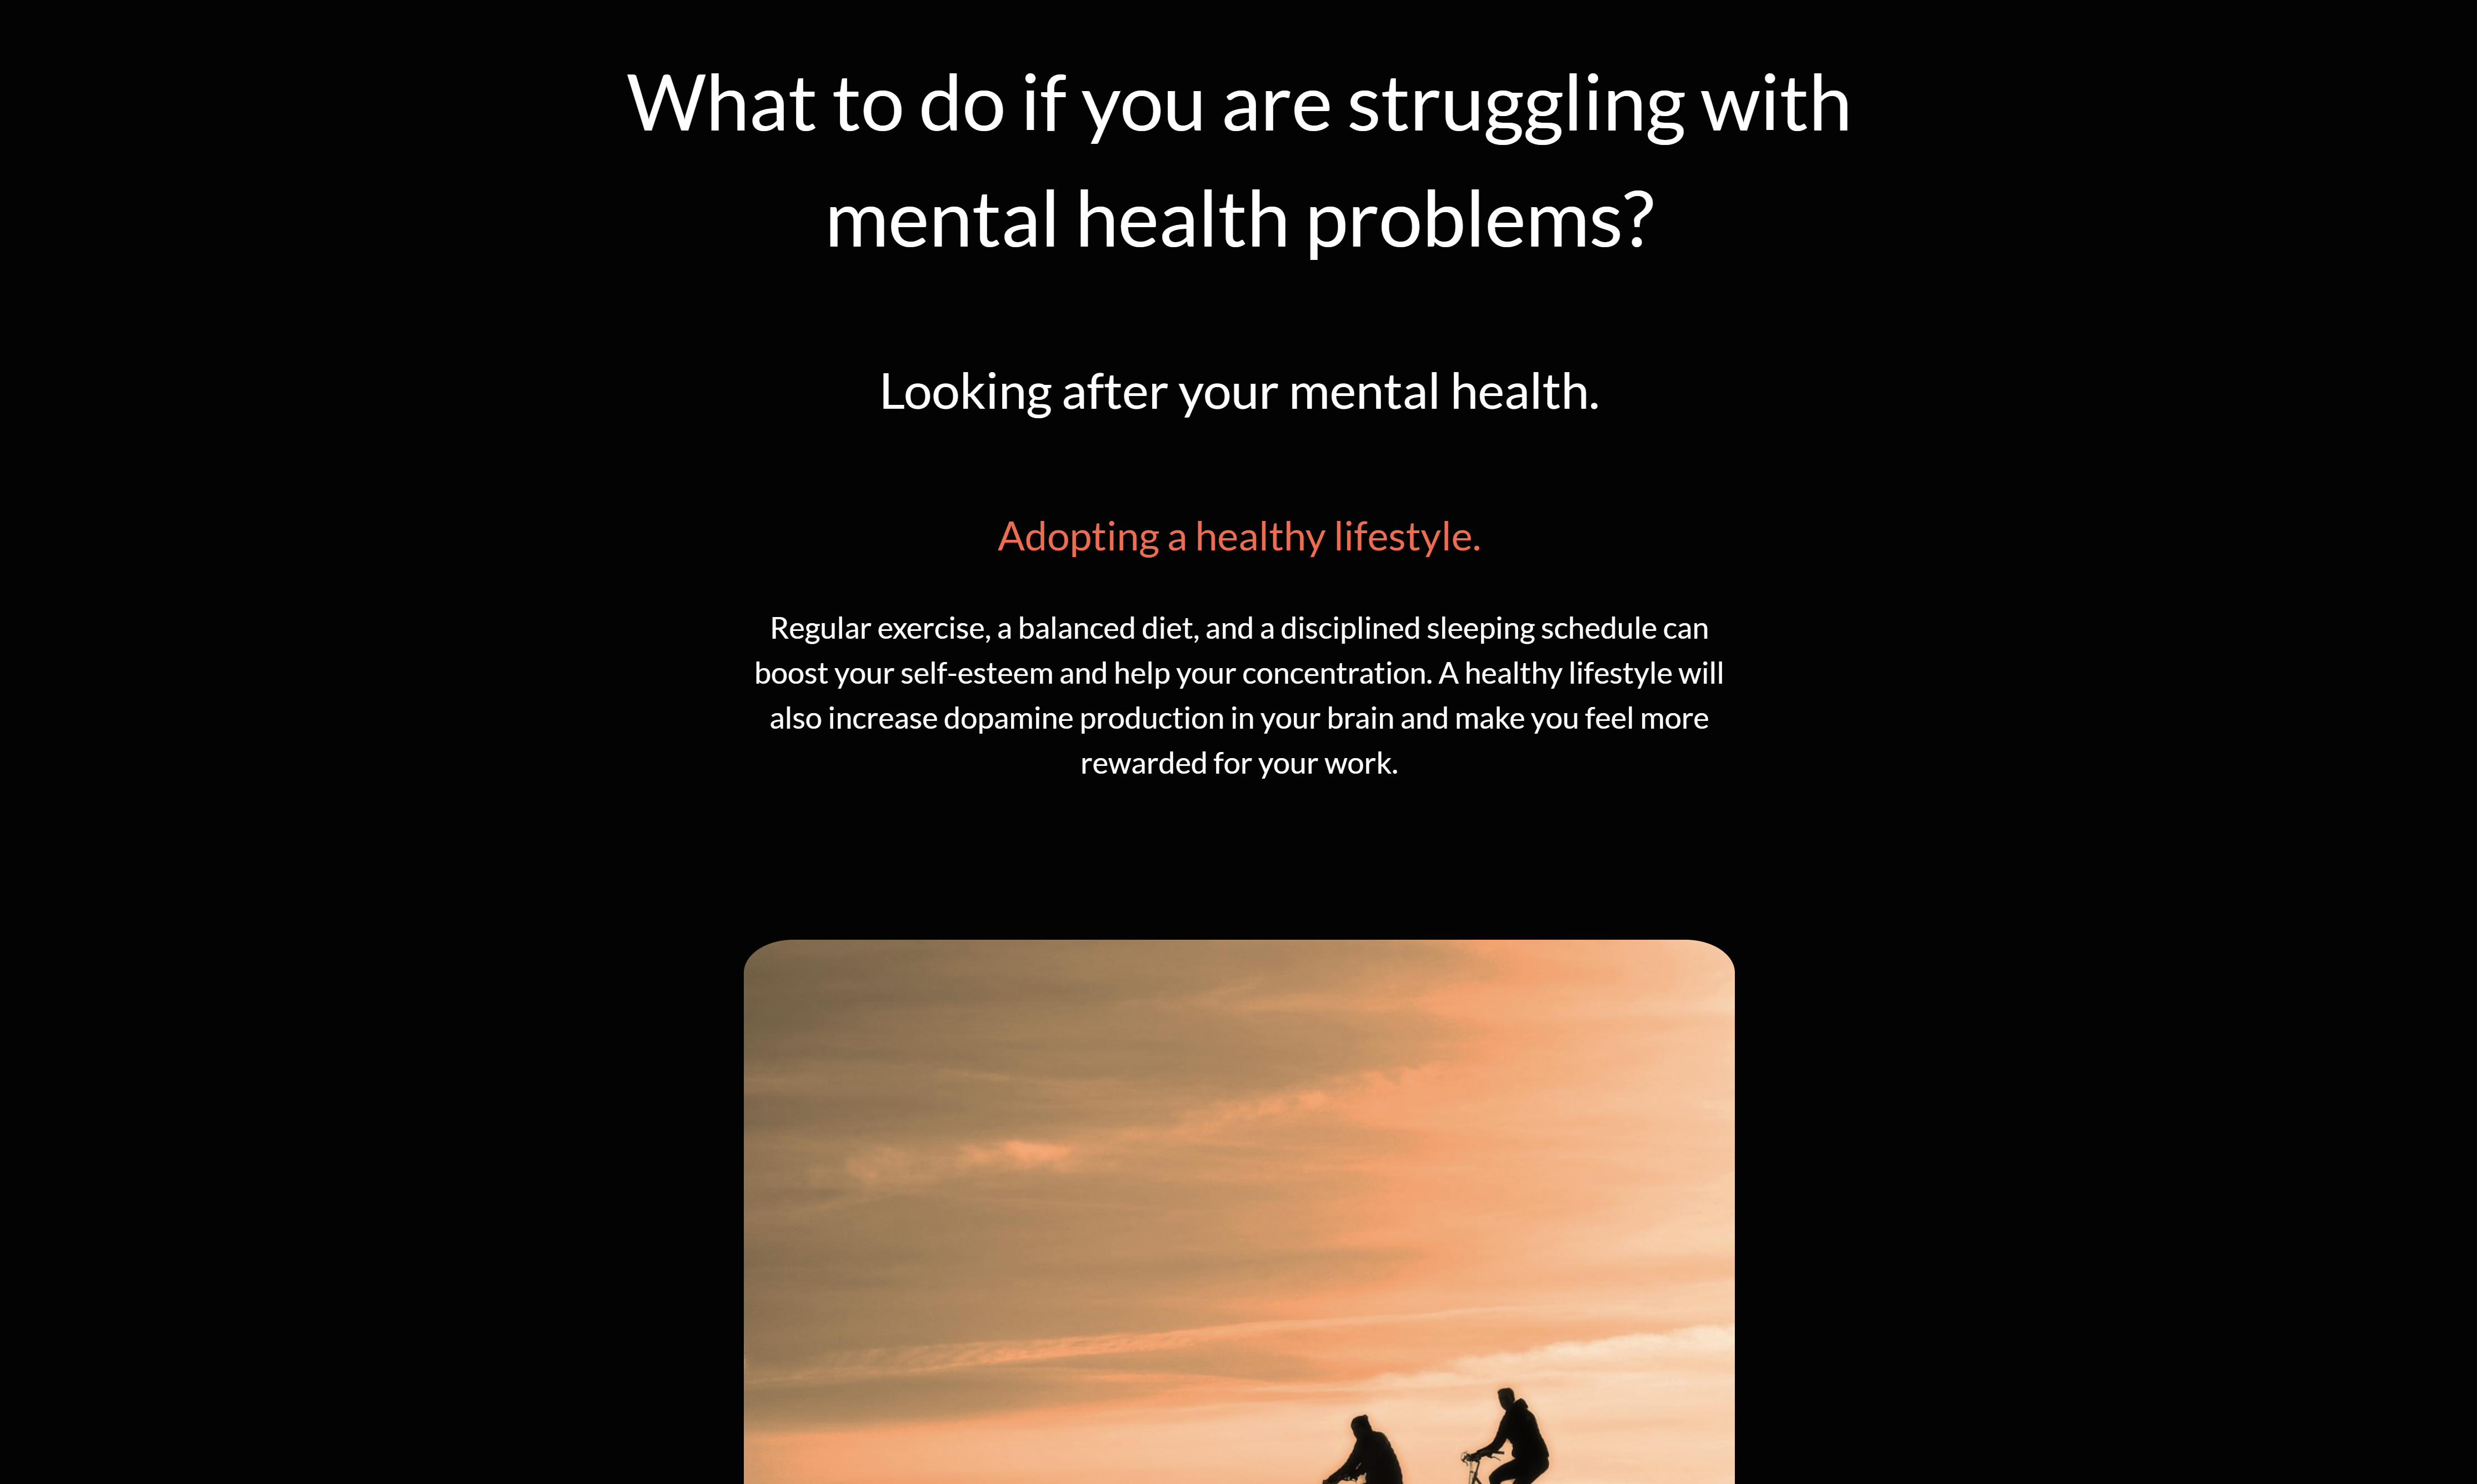 What to do if you are struggling with
mental health problems?
Looking after your mental health.
Adopting a healthy lifestyle.
Regular exercise, a balanced diet, and a disciplined sleeping schedule can
boost your self-esteem and help your concentration. A healthy lifestyle will
also increase dopamine production in your brain and make you feel more
rewarded for your work.